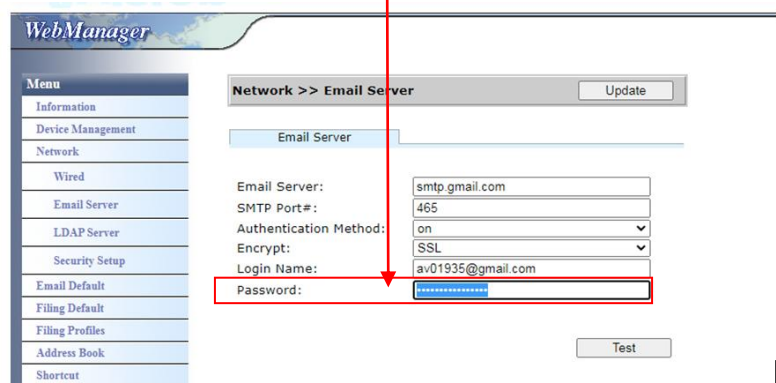 WebManager
Menu
Information
Device Management
Network
Wired
Email Server
LDAP Server
Security Setup
Email Default
Filing Default
Filing Profiles
Address Book
Shortcut
Network >> Email Server
Update
Email Server
Email Server: smtp.gmail.com
SMTP Port#: 465
Authentication Method: on
Encrypt: SSL
Login Name: av01935@gmail.com
Password: ••••••••••••••••
Test